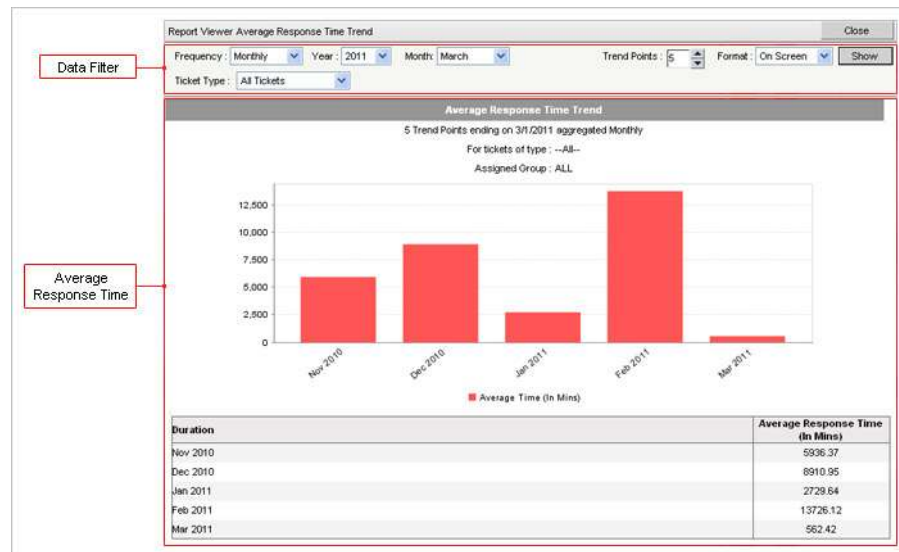 Report Viewer Average Response Time Trend
Close
Data Filter
Frequency : Monthly Year : 2011 Month: March Trend Points : 5 Format : On Screen Show
Ticket Type : All Tickets
Average Response Time Trend
5 Trend Points ending on 3/1/2011 aggregated Monthly
For tickets of type : --All--
Assigned Group : ALL
12,500
10,000
7,500
5,000
2,500
0
Nov 2010
Dec 2010
Jan 2011
Feb 2011
Mar 2011
Average Time (In Mins)
Average
Response Time
Duration
Average Response Time
(In Mins)
Nov 2010 5936.37
Dec 2010 8910.95
Jan 2011 2729.64
Feb 2011 13726.12
Mar 2011 562.42